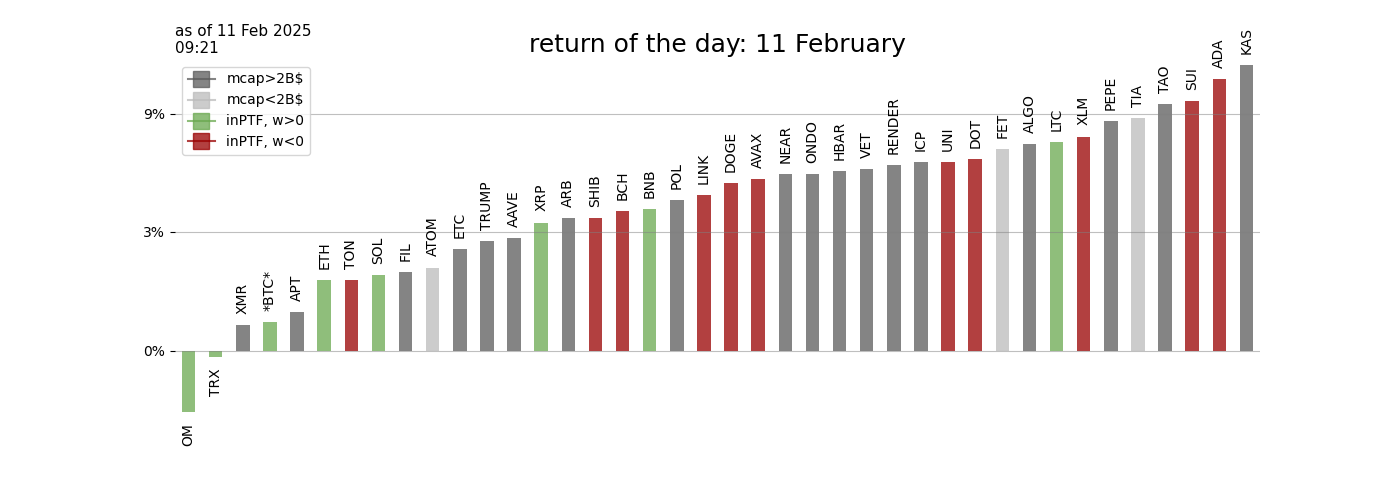 as of 11 Feb 2025
09:21
return of the day: 11 February
mcap>2B$
mcap<2B$
inPTF, w>0
inPTF, w<0
9%
3%
0%
OM
TRX
XMR
*BTC*
APT
ETH
TON
SOL
FIL
ATOM
ETC
TRUMP
AAVE
XRP
ARB
SHIB
BCH
BNB
POL
LINK
DOGE
AVAX
NEAR
ONDO
HBAR
VET
RENDER
ICP
UNI
DOT
FET
ALGO
LTC
XLM
PEPE
TIA
TAO
SUI
ADA
KAS